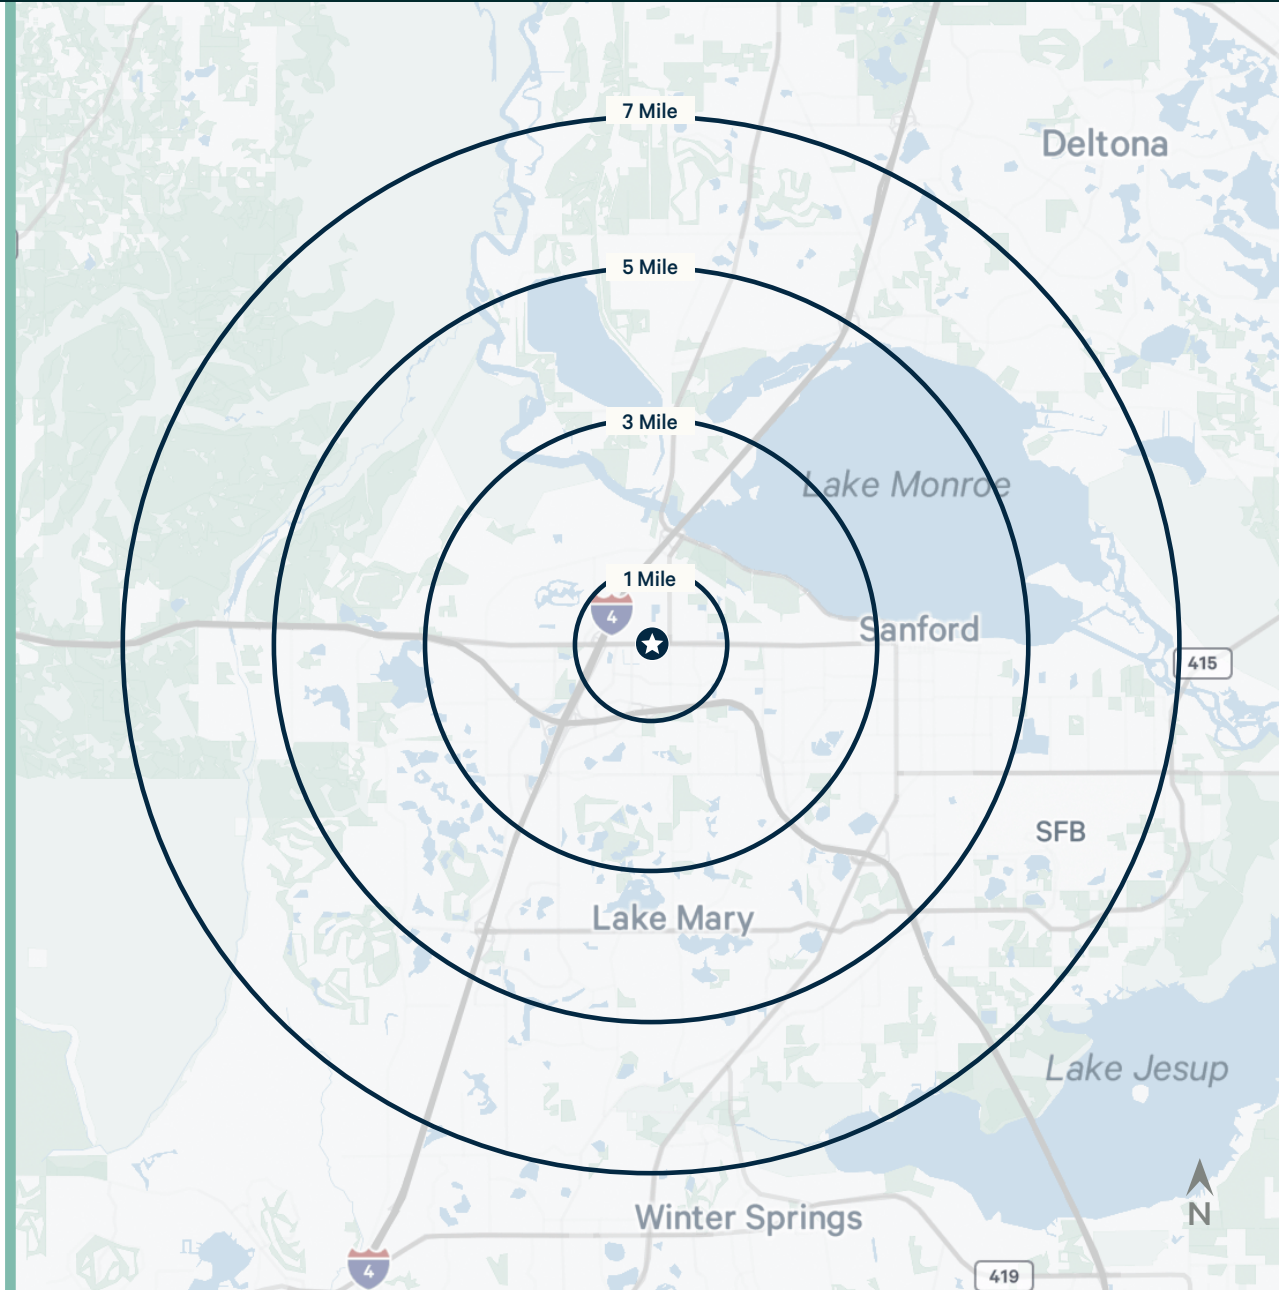 7 Mile
Deltona
5 Mile
3 Mile
Lake Monroe
1 Mile
4
Sanford
415
SFB
Lake Mary
Lake Jesup
N
Winter Springs
4
419